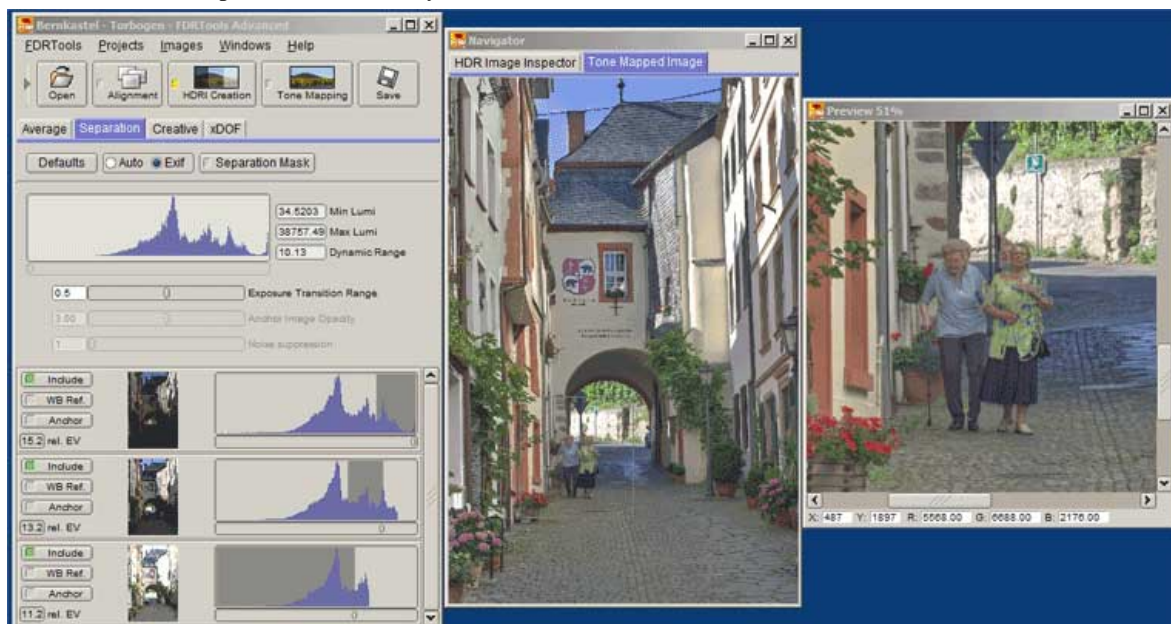 Bernkastel - Torbogen - FDRTools Advanced
FDRTools Projects Images Windows Help
Open Alignment HDRI Creation Tone Mapping Save
Average Separation Creative xDOF
Defaults Auto Exif Separation Mask
34.5203 Min Lumi
38757.49 Max Lumi
10.13 Dynamic Range
0.5 Exposure Transition Range
3.00 Anchor Image Opacity
1 Noise suppression
Include
WB Ref.
Anchor
15.2 rel. EV
Include
WB Ref.
Anchor
13.2 rel. EV
Include
WB Ref.
Anchor
11.2 rel. EV
Navigator
HDR Image Inspector Tone Mapped Image
Preview 51%
X: 487 Y: 1897 R: 5568.00 G: 6688.00 B: 2176.00